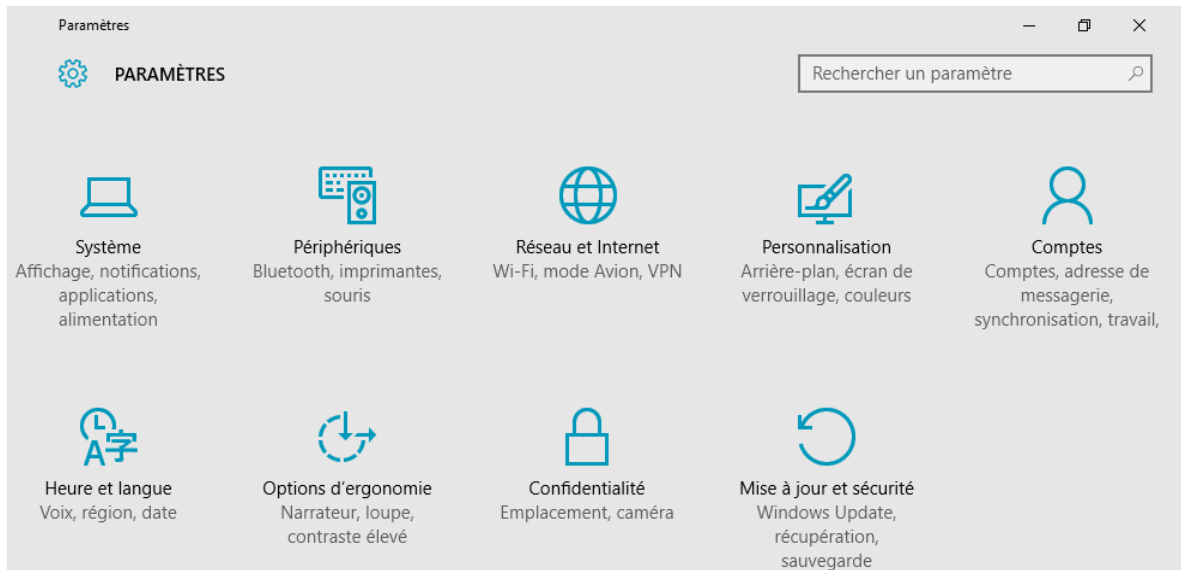 Paramètres
PARAMÈTRES
Rechercher un paramètre
Système
Affichage, notifications,
applications,
alimentation
Périphériques
Bluetooth, imprimantes,
souris
Réseau et Internet
Wi-Fi, mode Avion, VPN
Personnalisation
Arrière-plan, écran de
verrouillage, couleurs
Comptes
Comptes, adresse de
messagerie,
synchronisation, travail,
Heure et langue
Voix, région, date
Options d'ergonomie
Narrateur, loupe,
contraste élevé
Confidentialité
Emplacement, caméra
Mise à jour et sécurité
Windows Update,
récupération,
sauvegarde
A字